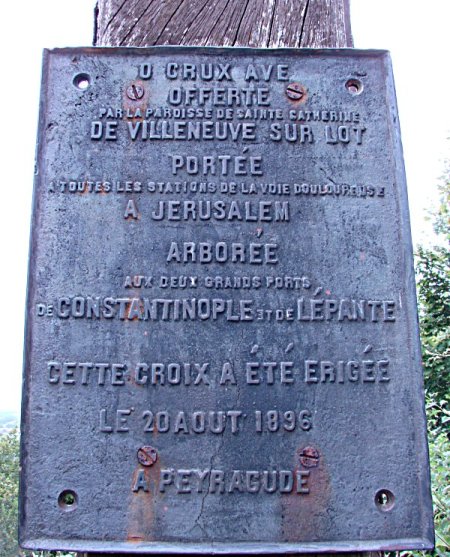 O CRUX AVE
OFFERTE
PAR LA PAROISSE DE SAINTE CATHERINE
DE VILLENEUVE SUR LOT
PORTÉE
A TOUTES LES STATIONS DE LA VOIE DOULOUREUSE
A JERUSALEM
ARBORÉE
AUX DEUX GRANDS PORTS
DE CONSTANTINOPLE ET DE LÉPANTE
CETTE CROIX A ÉTÉ ERIGÉE
LE 20 AOUT 1896
A PEYRAGUDE